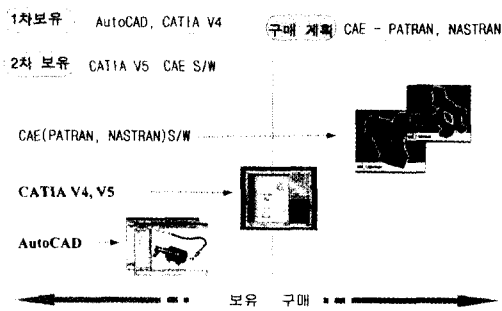 1차보유 AutoCAD, CATIA V4
구매 계획 CAE - PATRAN, NASTRAN
2차 보유 CATIA V5 CAE S/W
CAE(PATRAN, NASTRAN)S/W
CATIA V4, V5
AutoCAD
보유 구매